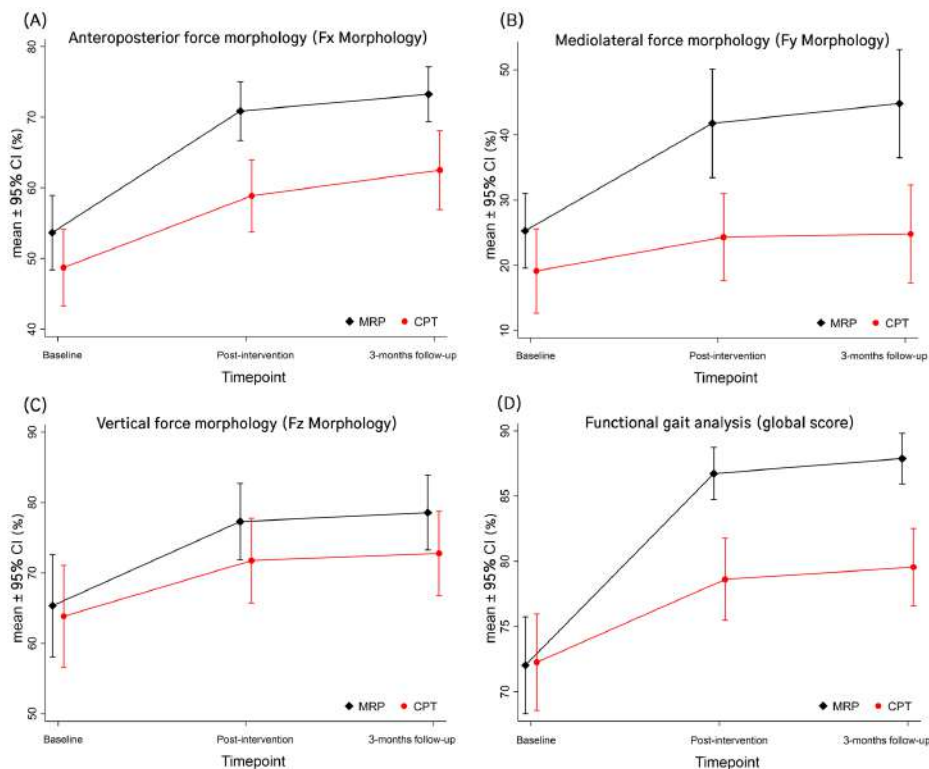 (A)
Anteroposterior force morphology (Fx Morphology)
mean ± 95% CI (%)
80
70
60
50
40
MRP CPT
Baseline Post-intervention 3-months follow-up
Timepoint
(B)
Mediolateral force morphology (Fy Morphology)
mean ± 95% CI (%)
50
40
30
20
10
MRP CPT
Baseline Post-intervention 3-months follow-up
Timepoint
(C)
Vertical force morphology (Fz Morphology)
mean ± 95% CI (%)
90
80
70
60
50
MRP CPT
Baseline Post-intervention 3-months follow-up
Timepoint
(D)
Functional gait analysis (global score)
mean ± 95% CI (%)
90
85
80
75
70
MRP CPT
Baseline Post-intervention 3-months follow-up
Timepoint